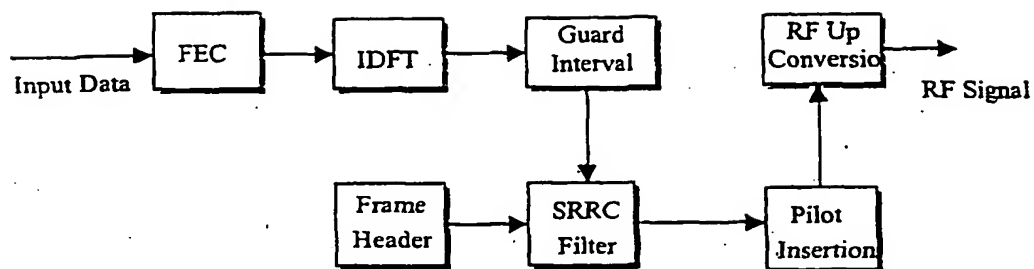 Input Data
FEC
IDFT
Guard
Interval
RF Up
Conversio
RF Signal
Frame
Header
SRRC
Filter
Pilot
Insertion